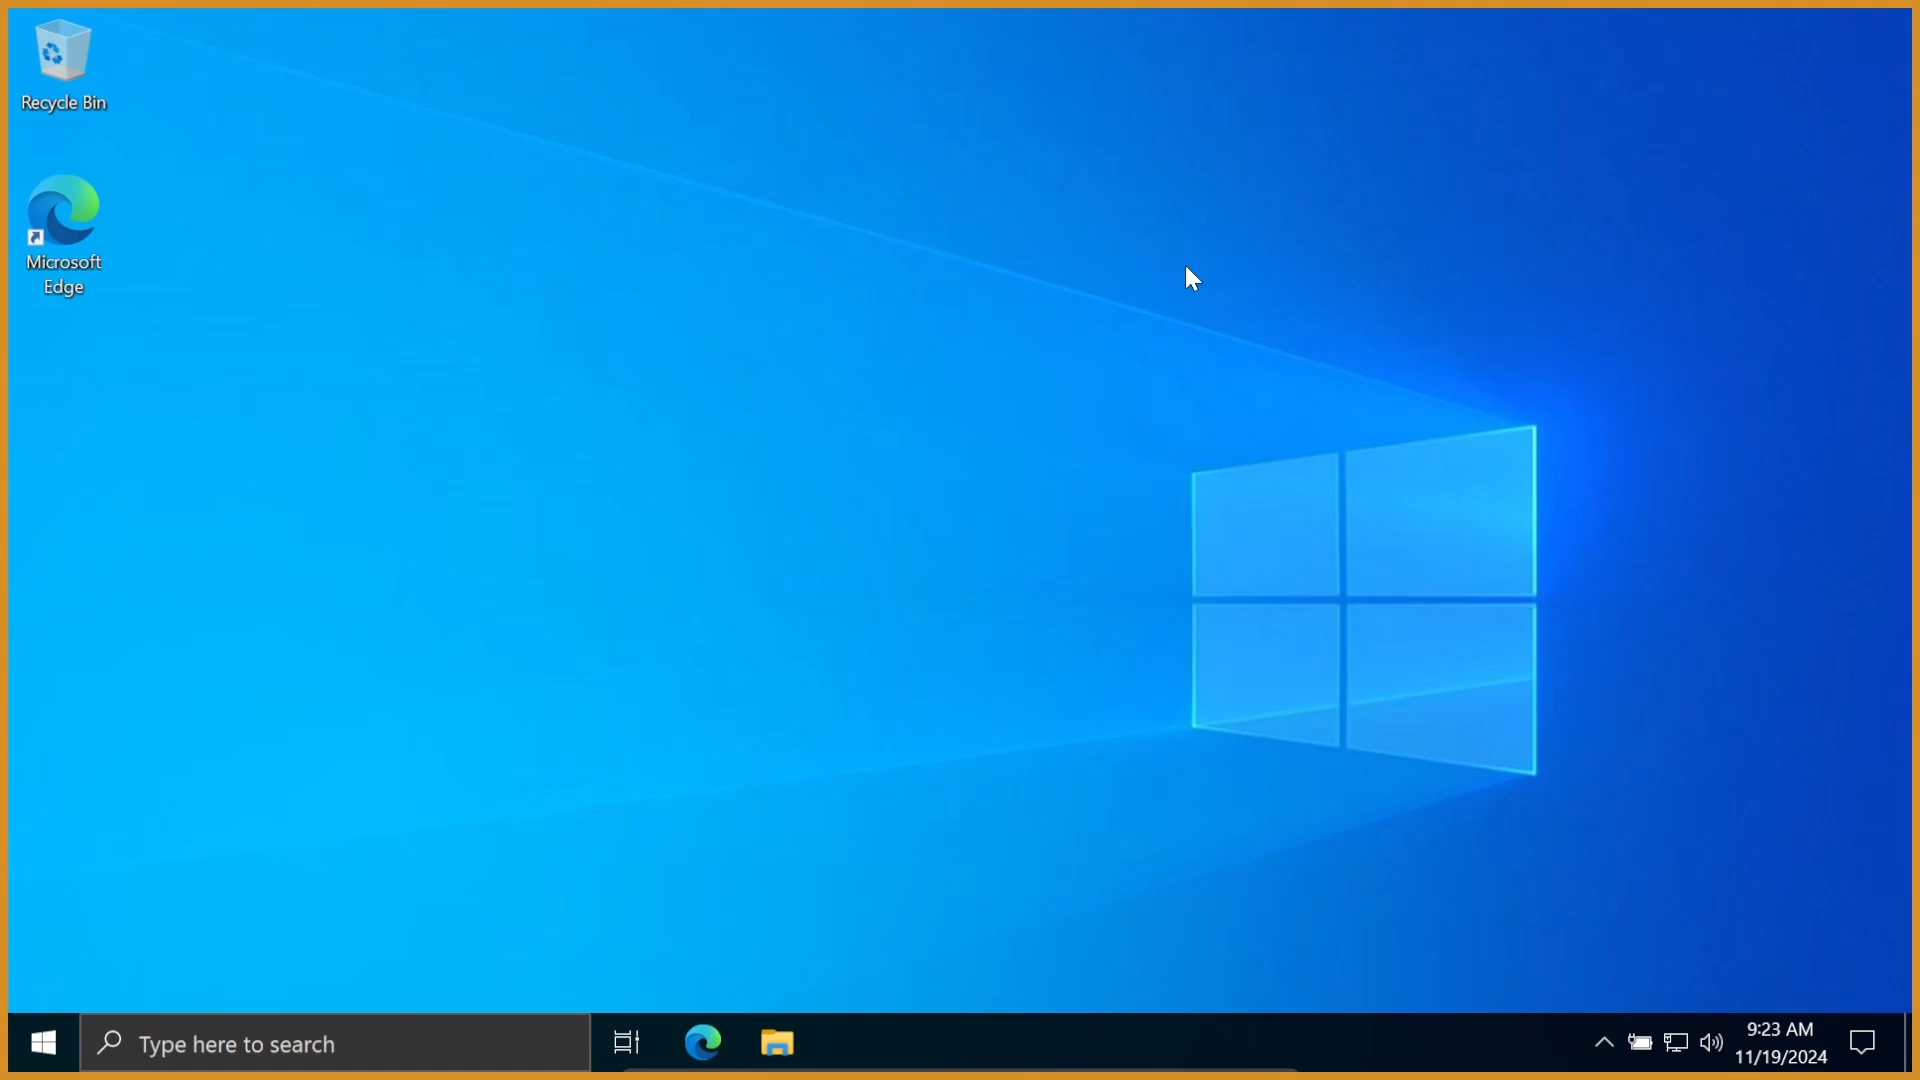 Recycle Bin
Microsoft
Edge
Type here to search
9:23 AM
11/19/2024